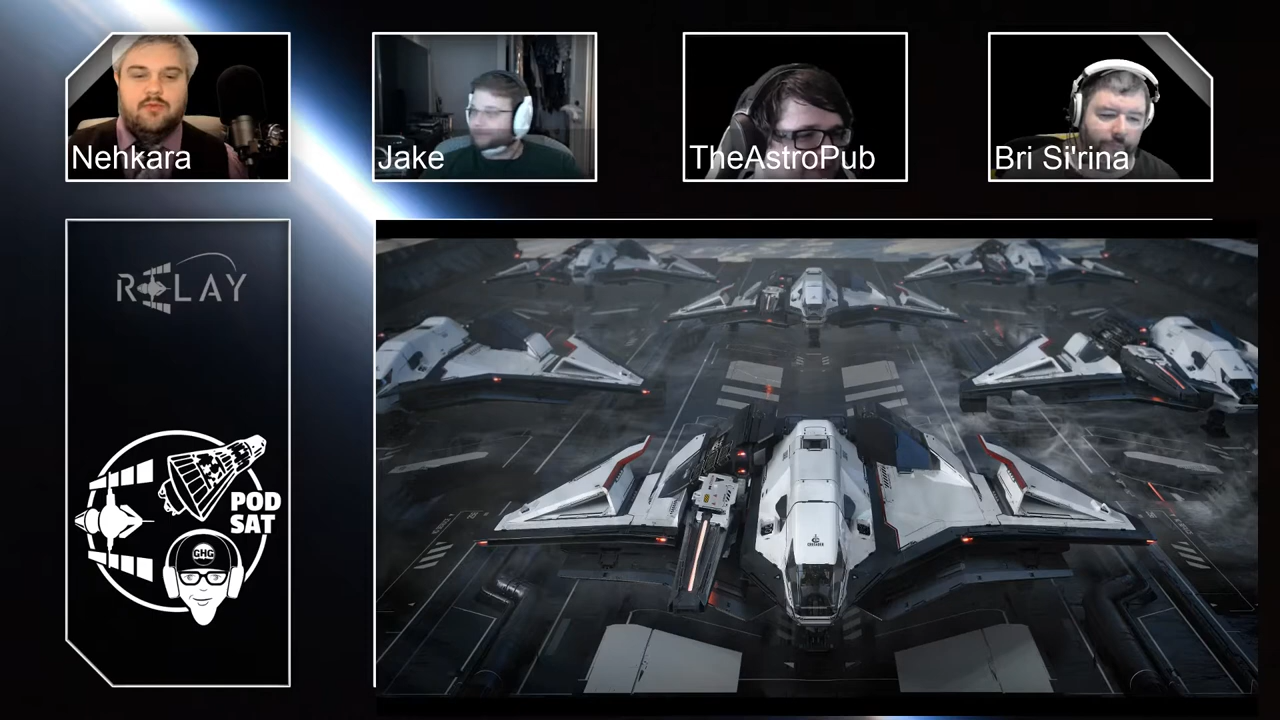 Nehkara
Jake
TheAstroPub
Bri Si'rina
RELAY
POD
SAT
GHG